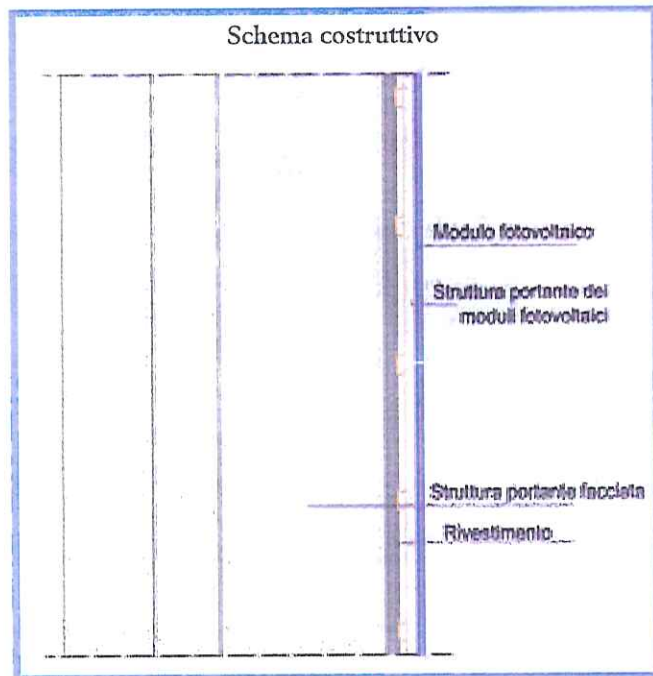 Schema costruttivo
Modulo fotovoltaico
Struttura portante dei
moduli fotovoltaici
Struttura portante facciata
Rivestimento